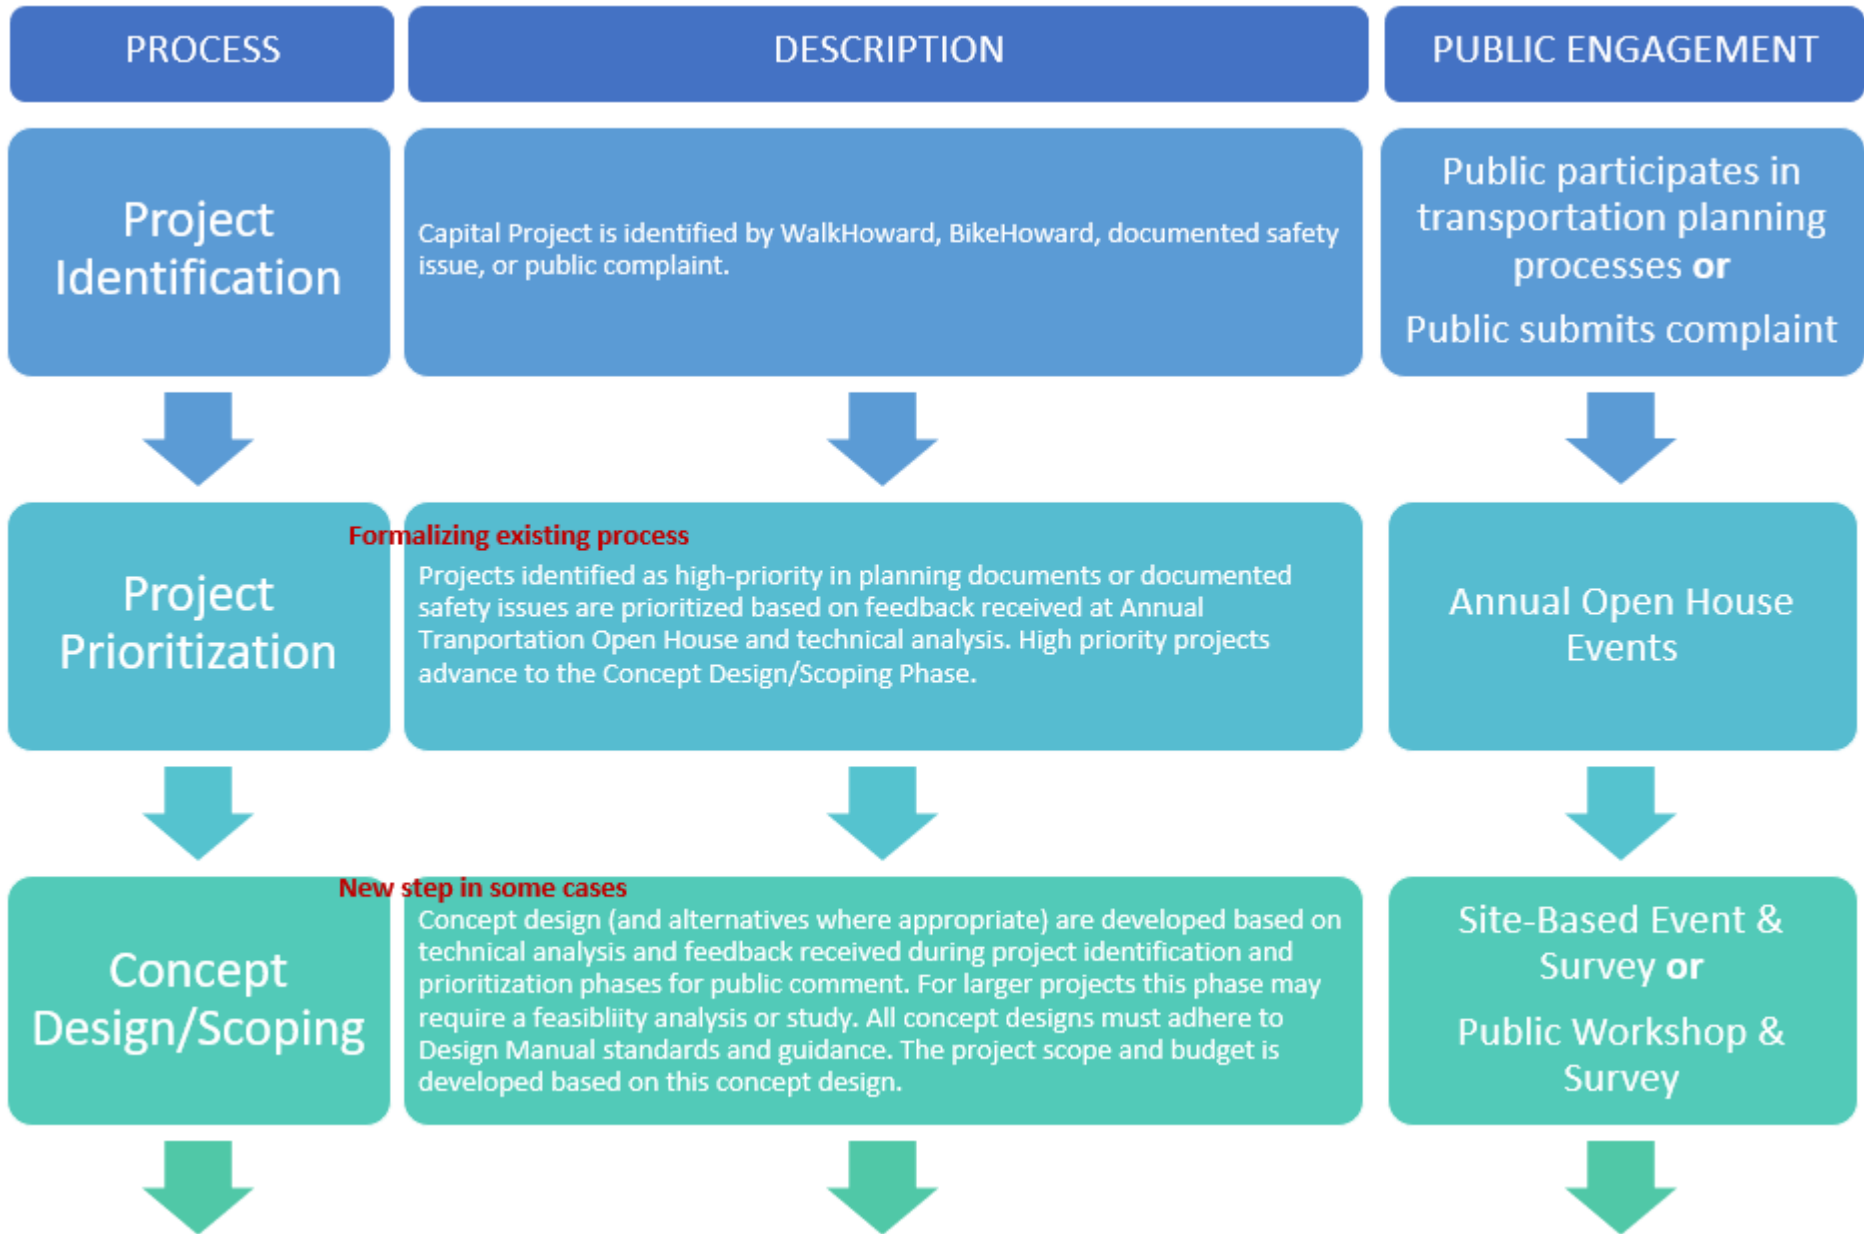 PROCESS
DESCRIPTION
PUBLIC ENGAGEMENT
Project
Identification
Capital Project is identified by WalkHoward, BikeHoward, documented safety
issue, or public complaint.
Public participates in
transportation planning
processes or
Public submits complaint
Project
Prioritization
Formalizing existing process
Projects identified as high-priority in planning documents or documented
safety issues are prioritized based on feedback received at Annual
Tranportation Open House and technical analysis. High priority projects
advance to the Concept Design/Scoping Phase.
Annual Open House
Events
Concept
Design/Scoping
New step in some cases
Concept design (and alternatives where appropriate) are developed based on
technical analysis and feedback received during project identification and
prioritization phases for public comment. For larger projects this phase may
require a feasibliity analysis or study. All concept designs must adhere to
Design Manual standards and guidance. The project scope and budget is
developed based on this concept design.
Site-Based Event &
Survey or
Public Workshop &
Survey